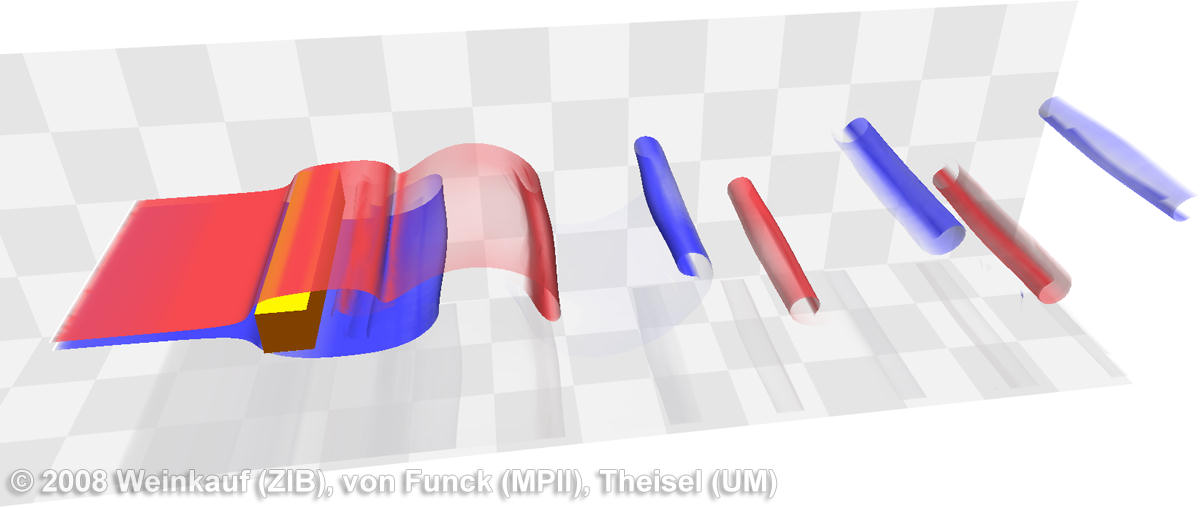 © 2008 Weinkauf (ZIB), von Funck (MPII), Theisel (UM)